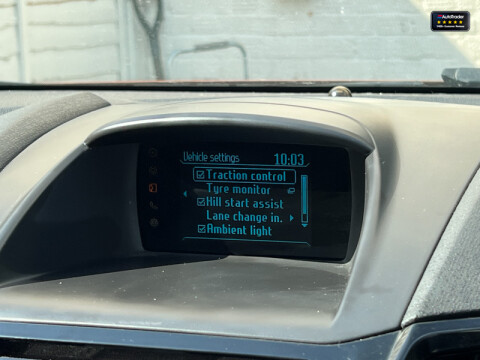 AutoTrader
Vehicle settings 10:03
Traction control
Tyre monitor
Hill start assist
Lane change in.
Ambient light